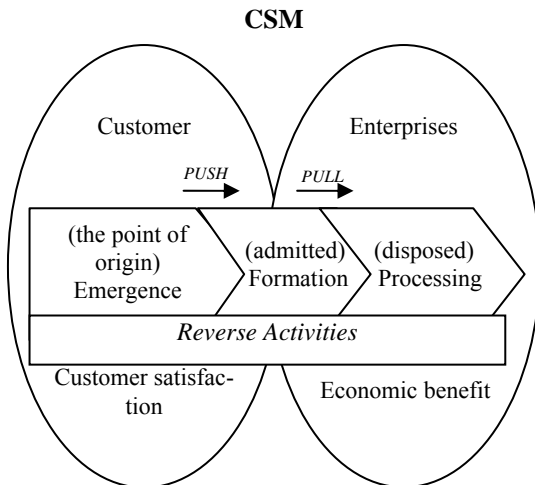 CSM
Customer
Enterprises
PUSH
PULL
(the point of
origin)
Emergence
(admitted)
Formation
(disposed)
Processing
Reverse Activities
Customer satisfac-
tion
Economic benefit